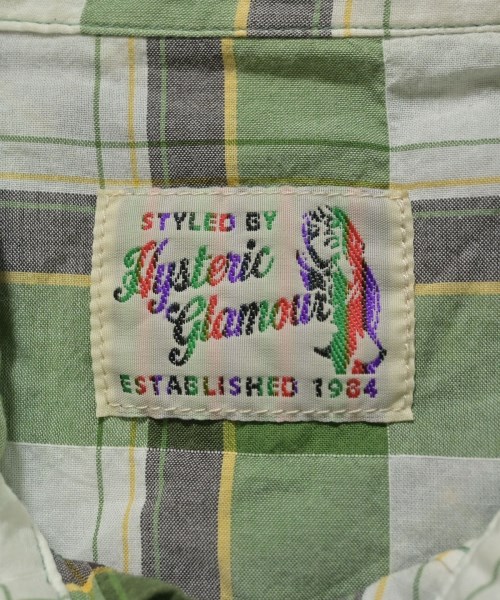 STYLED BY
Hysteric
Glamour
ESTABLISHED 1984